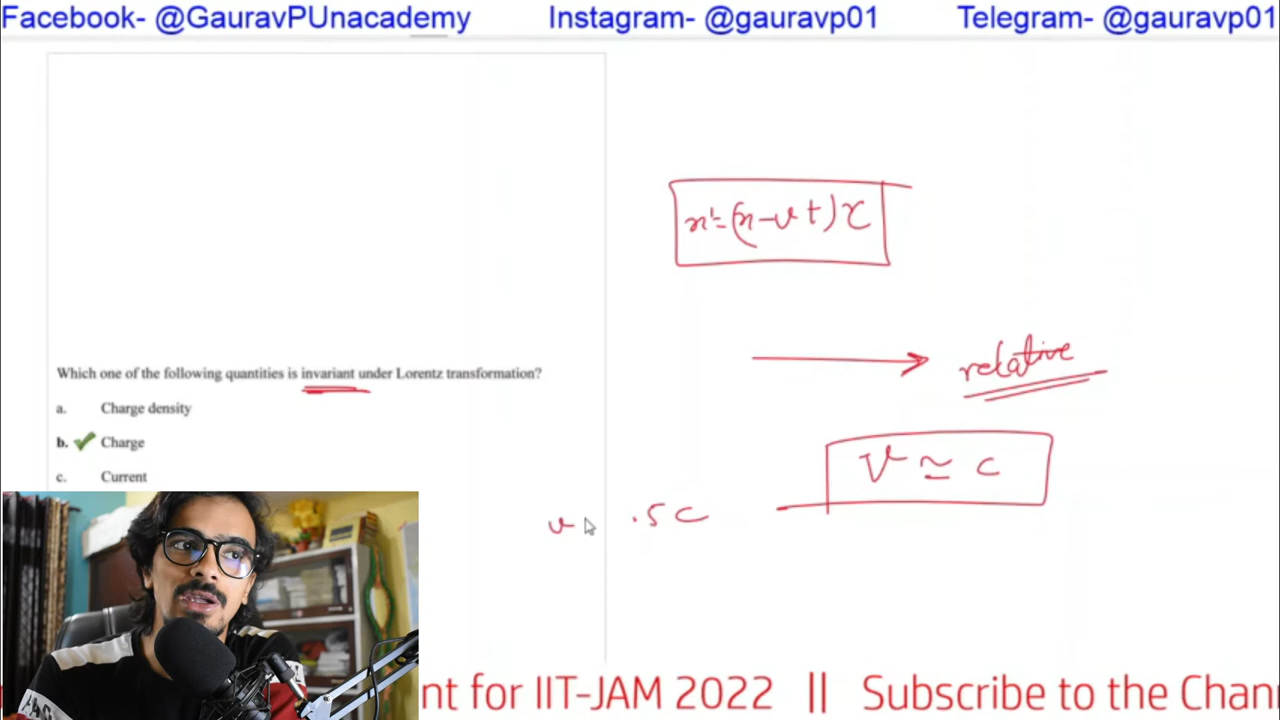 Facebook- @GauravPUnacademy Instagram- @gauravp01 Telegram- @gauravp01
x'=(x-vt)γ
Which one of the following quantities is invariant under Lorentz transformation?
relative
a. Charge density
b. ✔ Charge
V ≃ c
c. Current
v .5c
nt for IIT-JAM 2022 || Subscribe to the Chan